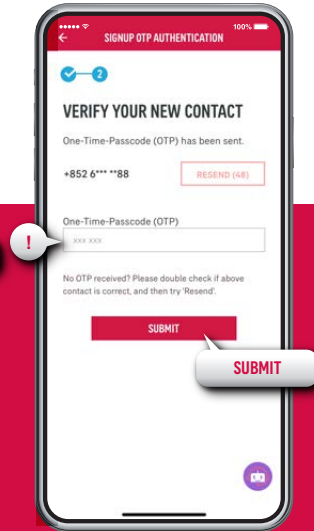 100%
SIGNUP OTP AUTHENTICATION
2
VERIFY YOUR NEW CONTACT
One-Time-Passcode (OTP) has been sent.
+852 6*** **88
RESEND (48)
One-Time-Passcode (OTP)
!
xxx xxx
No OTP received? Please double check if above
contact is correct, and then try 'Resend'.
SUBMIT
SUBMIT